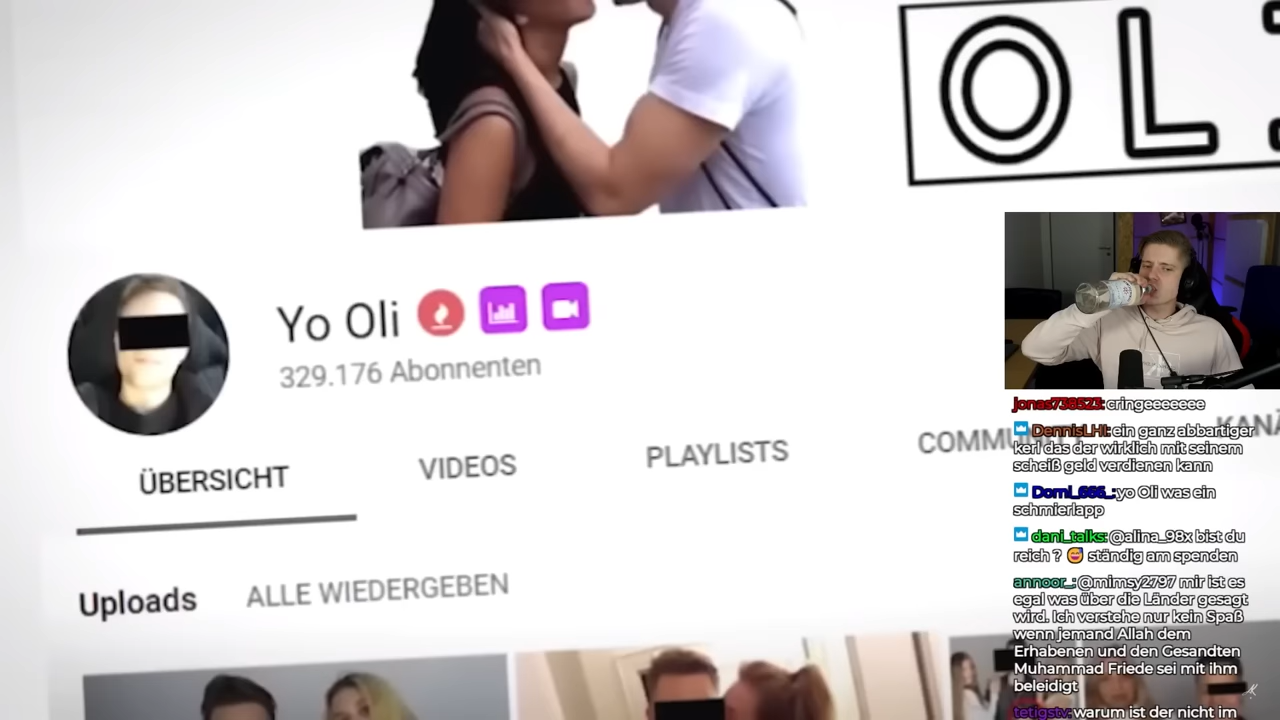 OLI
Yo Oli
329.176 Abonnenten
ÜBERSICHT
VIDEOS
PLAYLISTS
Uploads
ALLE WIEDERGEBEN
jonas738523: cringeeeeeee
DennisLHI: ein ganz abbartiger
kerl das der wirklich mit seinem
scheiß geld verdienen kann
Domi_666_: yo Oli was ein
schmierlapp
dani_talks: @alina_98x bist du
reich ? 😅 ständig am spenden
annoor_: @mimsy2797 mir ist es
egal was über die Länder gesagt
wird. Ich verstehe nur kein Spaß
wenn jemand Allah dem
Erhabenen und den Gesandten
Muhammad Friede sei mit ihm
beleidigt
tetigstv: warum ist der nicht im